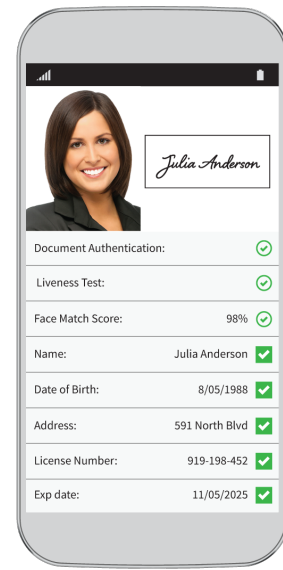 Julia Anderson
Document Authentication:
Liveness Test:
Face Match Score: 98%
Name: Julia Anderson
Date of Birth: 8/05/1988
Address: 591 North Blvd
License Number: 919-198-452
Exp date: 11/05/2025